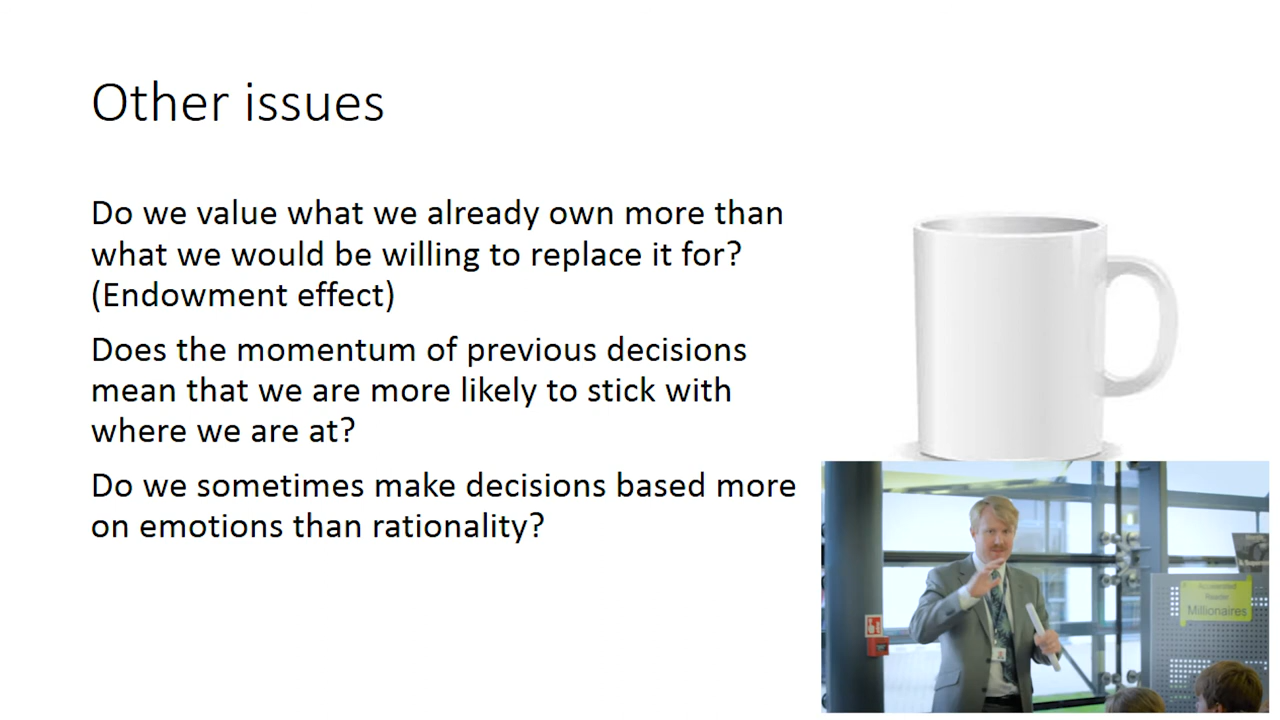 Other issues
Do we value what we already own more than
what we would be willing to replace it for?
(Endowment effect)
Does the momentum of previous decisions
mean that we are more likely to stick with
where we are at?
Do we sometimes make decisions based more
on emotions than rationality?
Accelerated
Reader
Millionaires